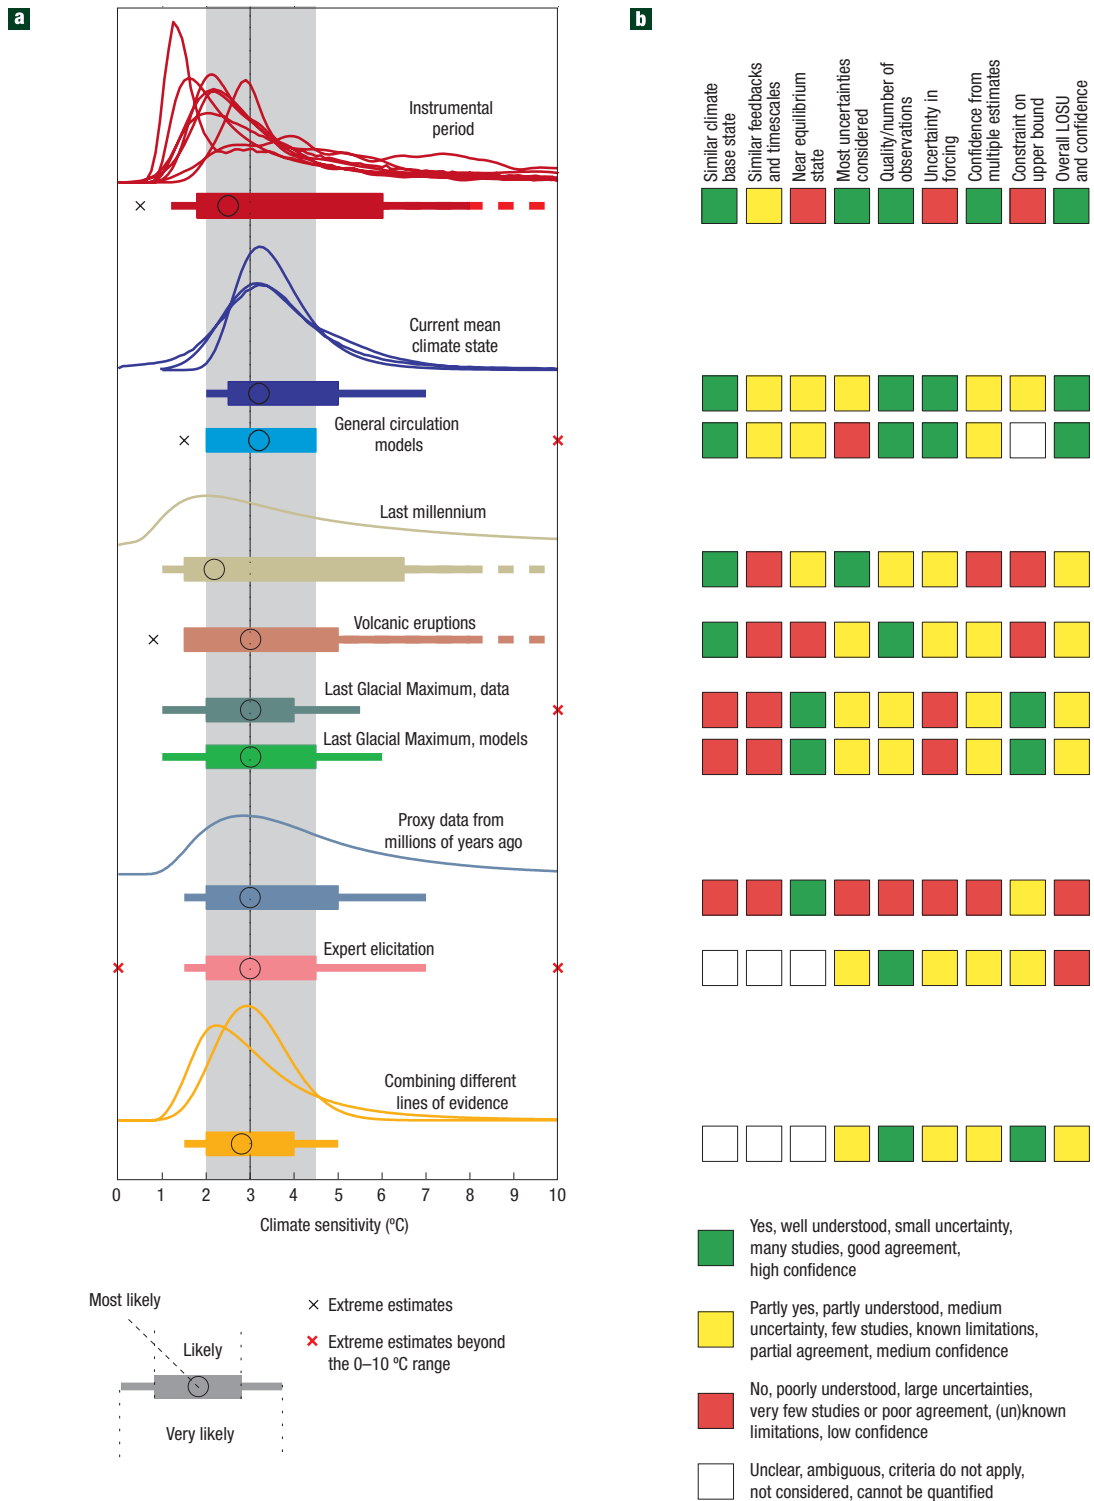 a
Instrumental
period
Current mean
climate state
General circulation
models
Last millennium
Volcanic eruptions
Last Glacial Maximum, data
Last Glacial Maximum, models
Proxy data from
millions of years ago
Expert elicitation
Combining different
lines of evidence
0 1 2 3 4 5 6 7 8 9 10
Climate sensitivity (ºC)
Most likely
Likely
Very likely
Extreme estimates
Extreme estimates beyond
the 0–10 ºC range
b
Similar climate
base state
Similar feedbacks
and timescales
Near equilibrium
state
Most uncertainties
considered
Quality/number of
observations
Uncertainty in
forcing
Confidence from
multiple estimates
Constraint on
upper bound
Overall LOSU
and confidence
Yes, well understood, small uncertainty,
many studies, good agreement,
high confidence
Partly yes, partly understood, medium
uncertainty, few studies, known limitations,
partial agreement, medium confidence
No, poorly understood, large uncertainties,
very few studies or poor agreement, (un)known
limitations, low confidence
Unclear, ambiguous, criteria do not apply,
not considered, cannot be quantified